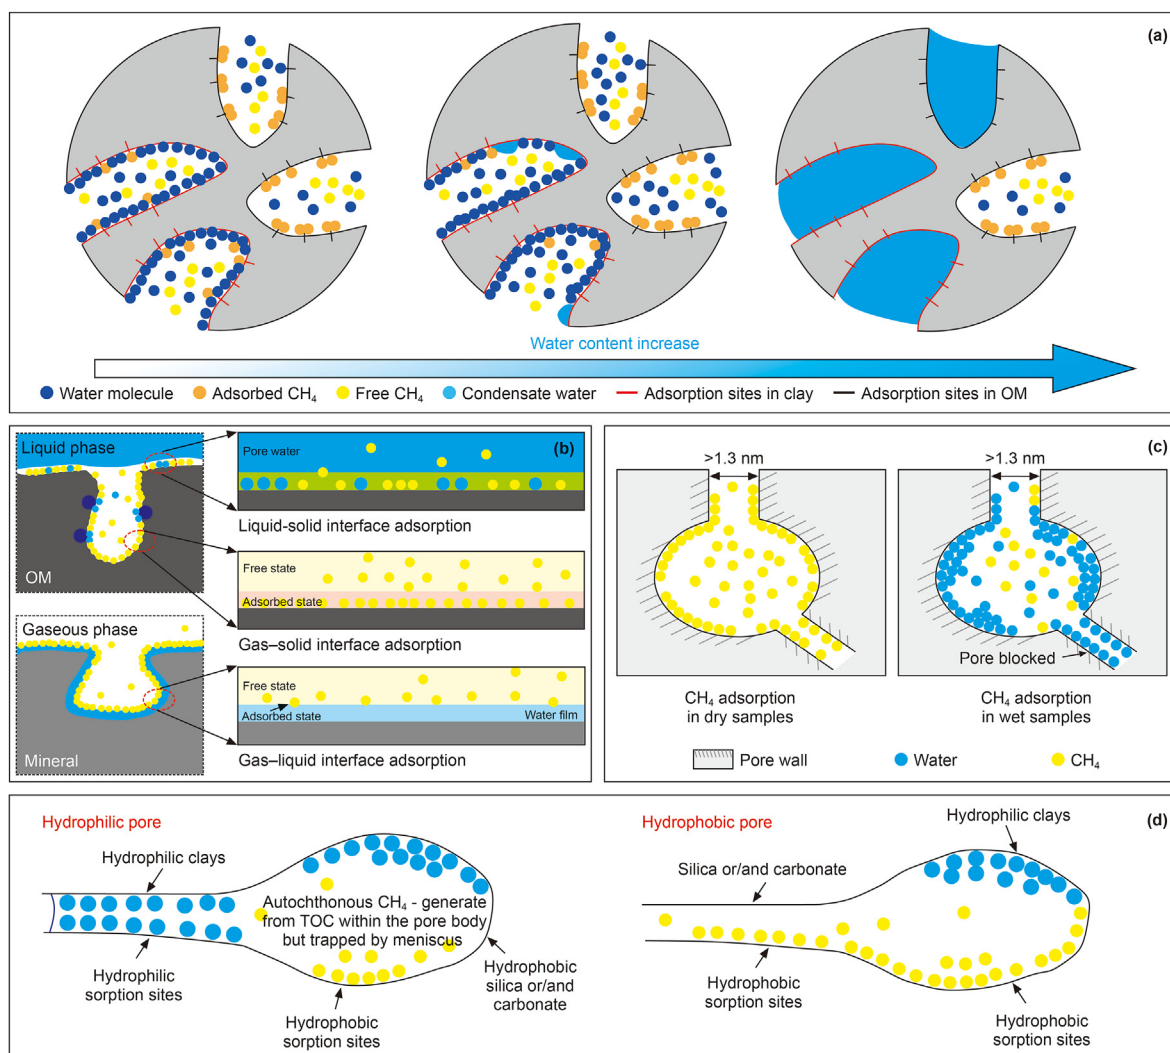 (a)
Water content increase
Water molecule
Adsorbed CH₄
Free CH₄
Condensate water
Adsorption sites in clay
Adsorption sites in OM
(b)
Liquid phase
OM
Pore water
Liquid-solid interface adsorption
Free state
Adsorbed state
Gas–solid interface adsorption
Gaseous phase
Mineral
Free state
Adsorbed state
Water film
Gas–liquid interface adsorption
(c)
>1.3 nm
>1.3 nm
Pore blocked
CH₄ adsorption
in dry samples
CH₄ adsorption
in wet samples
Pore wall
Water
CH₄
(d)
Hydrophilic pore
Hydrophilic clays
Autochthonous CH₄ - generate
from TOC within the pore body
but trapped by meniscus
Hydrophilic
sorption sites
Hydrophobic
silica or/and
carbonate
Hydrophobic
sorption sites
Hydrophobic pore
Hydrophilic clays
Silica or/and carbonate
Hydrophobic
sorption sites
Hydrophobic
sorption sites